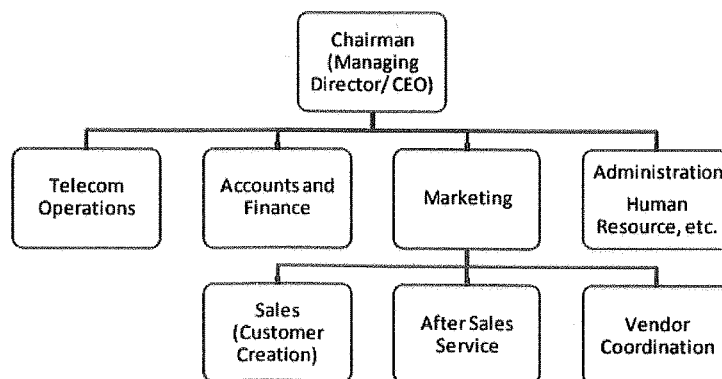 Chairman
(Managing
Director/ CEO)
Telecom
Operations
Accounts and
Finance
Marketing
Administration
Human
Resource, etc.
Sales
(Customer
Creation)
After Sales
Service
Vendor
Coordination